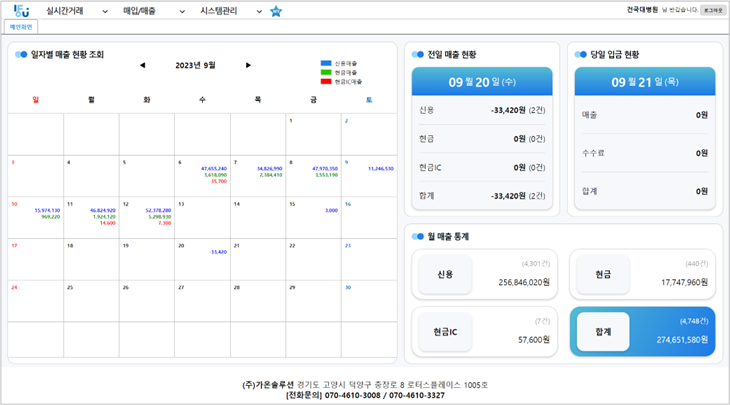 IFOU 실시간거래 매입/매출 시스템관리 건국대병원 님 반갑습니다. 로그아웃
메인화면
일자별 매출 현황 조회
◀ 2023년 9월 ▶
신용매출
현금매출
현금IC매출
일 월 화 수 목 금 토
1 2
3 4 5 6 7 8 9
47,655,240 34,826,990 47,970,350 11,246,530
3,618,090 2,384,410 3,353,190
35,700
10 11 12 13 14 15 16
15,974,130 46,824,920 52,378,280 3,000
969,220 1,924,120 5,298,930
14,600 7,300
17 18 19 20 21 22 23
-33,420
24 25 26 27 28 29 30
전일 매출 현황
09 월 20 일 (수)
신용 -33,420원 (2건)
현금 0원 (0건)
현금IC 0원 (0건)
합계 -33,420원 (2건)
당일 입금 현황
09 월 21 일 (목)
매출 0원
수수료 0원
합계 0원
월 매출 통계
신용 (4,301건) 256,846,020원
현금 (440건) 17,747,960원
현금IC (7건) 57,600원
합계 (4,748건) 274,651,580원
(주)가온솔루션 경기도 고양시 덕양구 중장로 8 로터스플레이스 1005호
[전화문의] 070-4610-3008 / 070-4610-3327